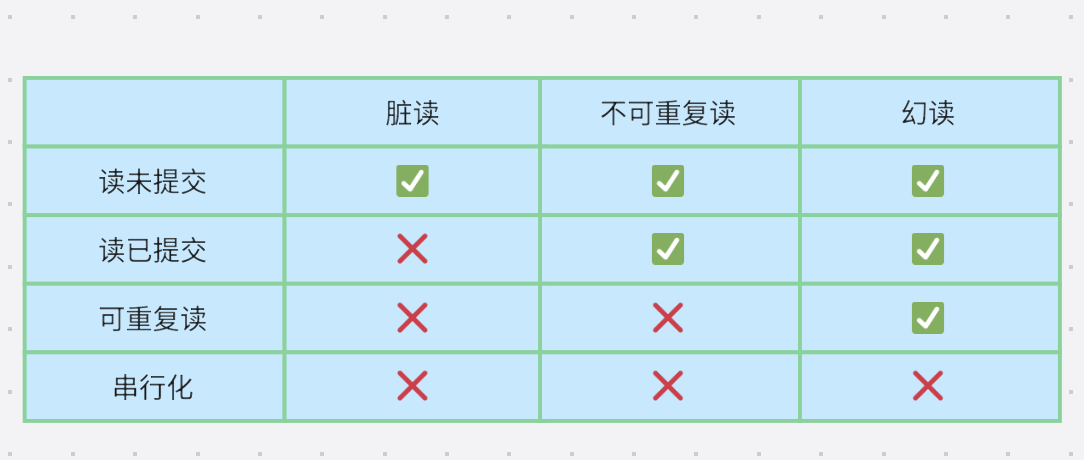 脏读 不可重复读 幻读
读未提交 ✅ ✅ ✅
读已提交 ❌ ✅ ✅
可重复读 ❌ ❌ ✅
串行化 ❌ ❌ ❌